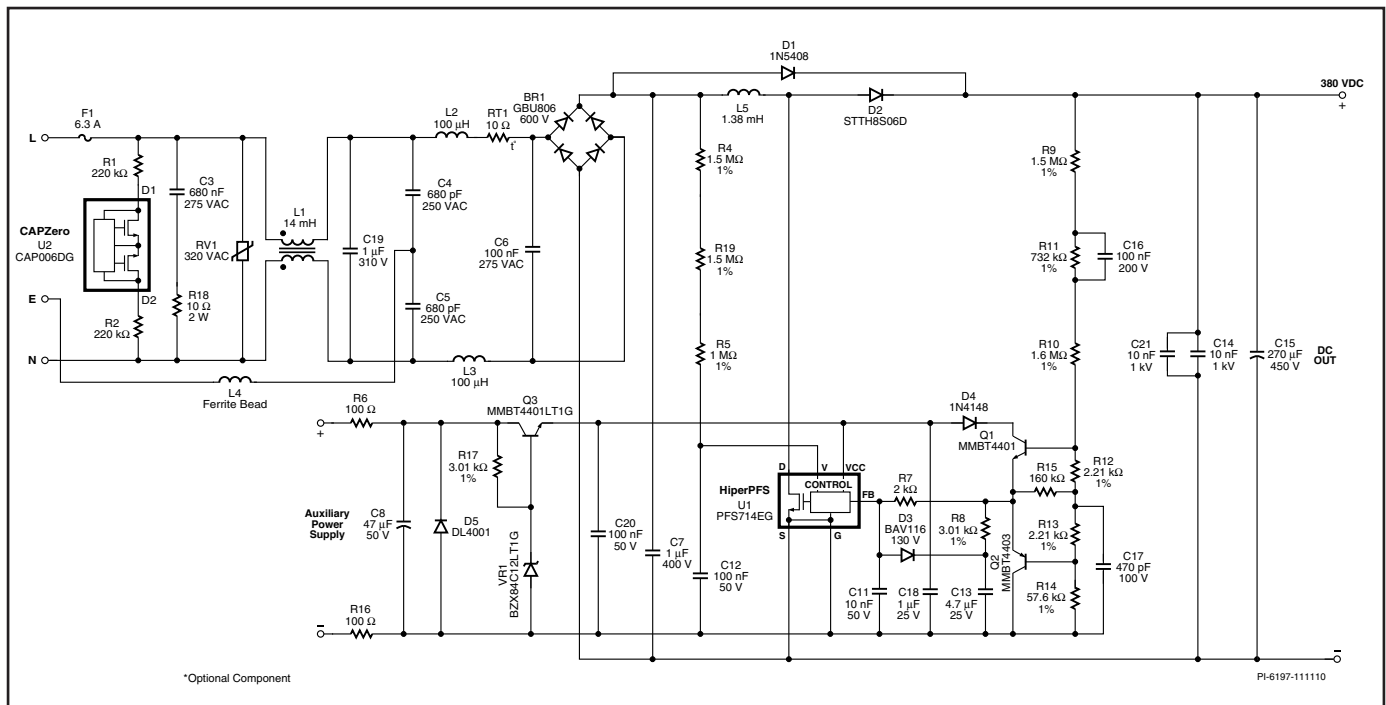 D1
1N5408
380 VDC
+
F1
6.3 A
L
L2
100 µH
RT1
10 Ω
t°
BR1
GBU806
600 V
L5
1.38 mH
D2
STTH8S06D
R1
220 kΩ
D1
C3
680 nF
275 VAC
R4
1.5 MΩ
1%
R9
1.5 MΩ
1%
CAPZero
U2
CAP006DG
L1
14 mH
C4
680 pF
250 VAC
RV1
320 VAC
C19
1 µF
310 V
C6
100 nF
275 VAC
R19
1.5 MΩ
1%
R11
732 kΩ
1%
C16
100 nF
200 V
D2
E
R18
10 Ω
2 W
C5
680 pF
250 VAC
R2
220 kΩ
N
L3
100 µH
R5
1 MΩ
1%
R10
1.6 MΩ
1%
C21
10 nF
1 kV
C14
10 nF
1 kV
C15
270 µF
450 V
DC
OUT
L4
Ferrite Bead
R6
100 Ω
+
Q3
MMBT4401LT1G
D4
1N4148
Q1
MMBT4401
R17
3.01 kΩ
1%
D
V
VCC
R15
160 kΩ
R12
2.21 kΩ
1%
HiperPFS
U1
PFS714EG
CONTROL
FB
R7
2 kΩ
S
G
D3
BAV116
130 V
R8
3.01 kΩ
1%
Q2
MMBT4403
R13
2.21 kΩ
1%
C17
470 pF
100 V
Auxiliary
Power
Supply
C8
47 µF
50 V
D5
DL4001
VR1
BZX84C12LT1G
C20
100 nF
50 V
C7
1 µF
400 V
C12
100 nF
50 V
C11
10 nF
50 V
C18
1 µF
25 V
C13
4.7 µF
25 V
R14
57.6 kΩ
1%
R16
100 Ω
–
–
*Optional Component
PI-6197-111110